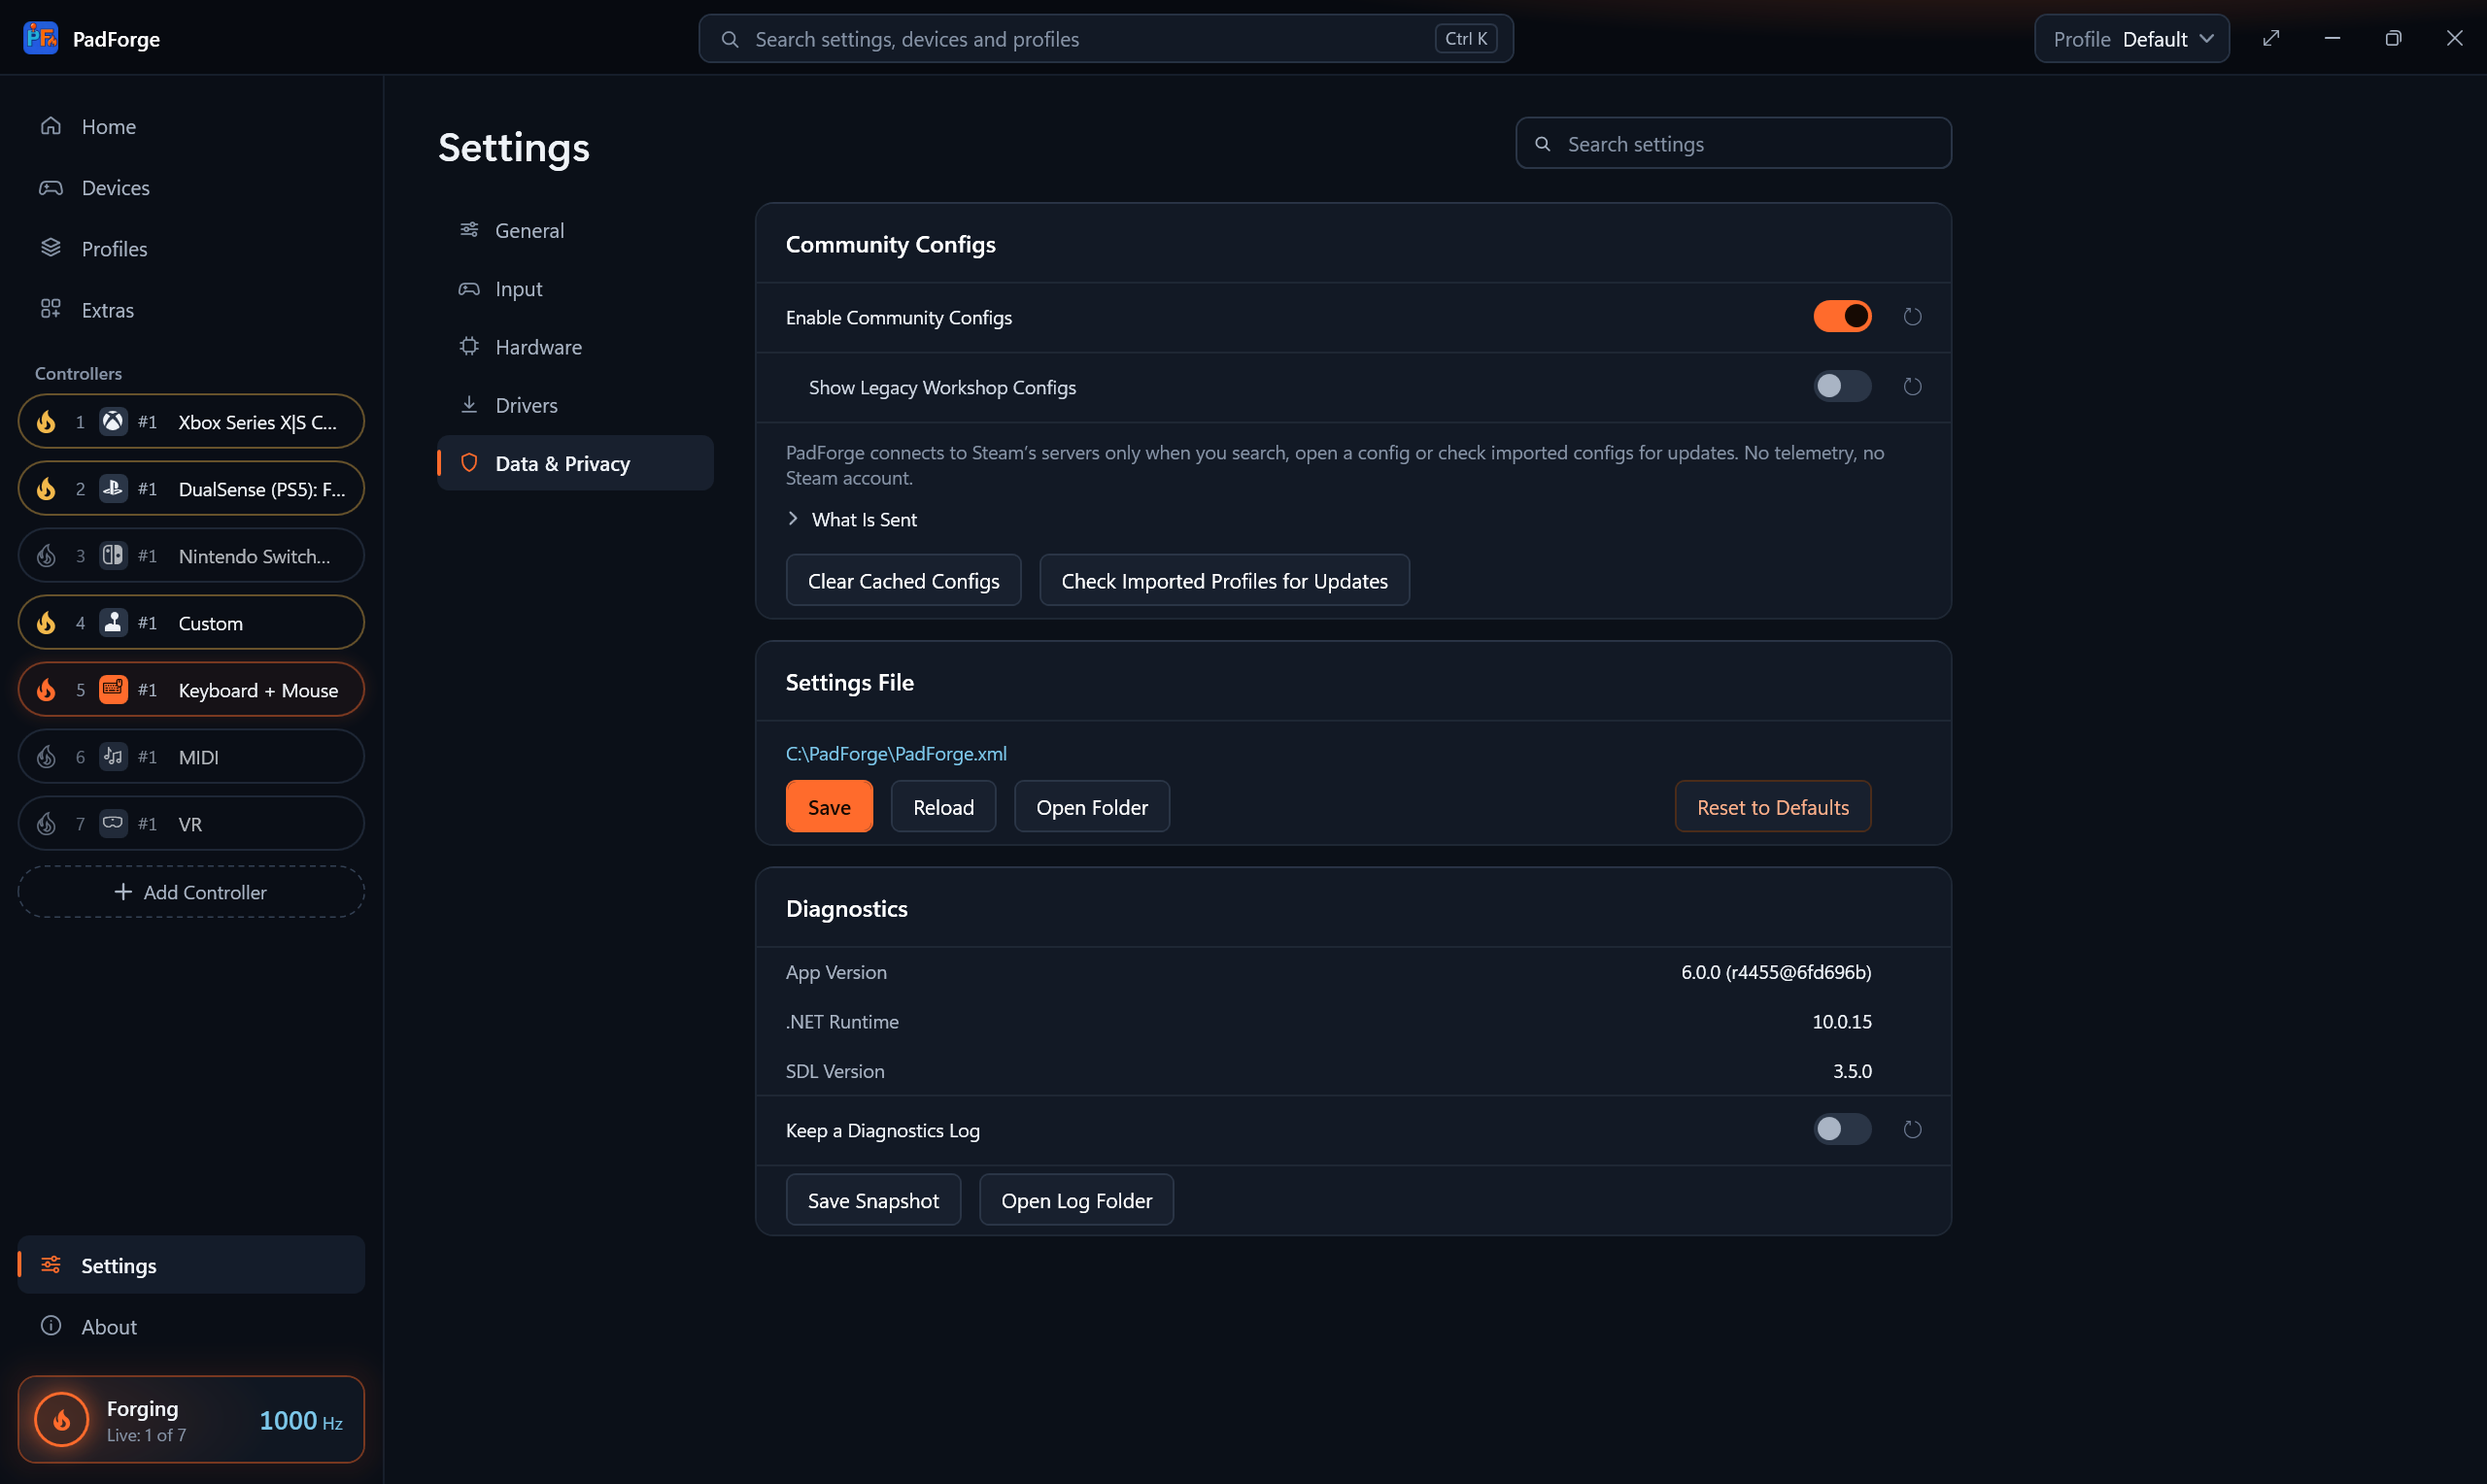 PadForge
Search settings, devices and profiles
Ctrl K
Profile Default
Home
Devices
Profiles
Extras
Controllers
1 #1 Xbox Series X|S C...
2 #1 DualSense (PS5): F...
3 #1 Nintendo Switch...
4 #1 Custom
5 #1 Keyboard + Mouse
6 #1 MIDI
7 #1 VR
Add Controller
Settings
About
Forging
Live: 1 of 7
1000 Hz
Settings
Search settings
General
Input
Hardware
Drivers
Data & Privacy
Community Configs
Enable Community Configs
Show Legacy Workshop Configs
PadForge connects to Steam’s servers only when you search, open a config or check imported configs for updates. No telemetry, no
Steam account.
What Is Sent
Clear Cached Configs
Check Imported Profiles for Updates
Settings File
C:\PadForge\PadForge.xml
Save
Reload
Open Folder
Reset to Defaults
Diagnostics
App Version 6.0.0 (r4455@6fd696b)
.NET Runtime 10.0.15
SDL Version 3.5.0
Keep a Diagnostics Log
Save Snapshot
Open Log Folder